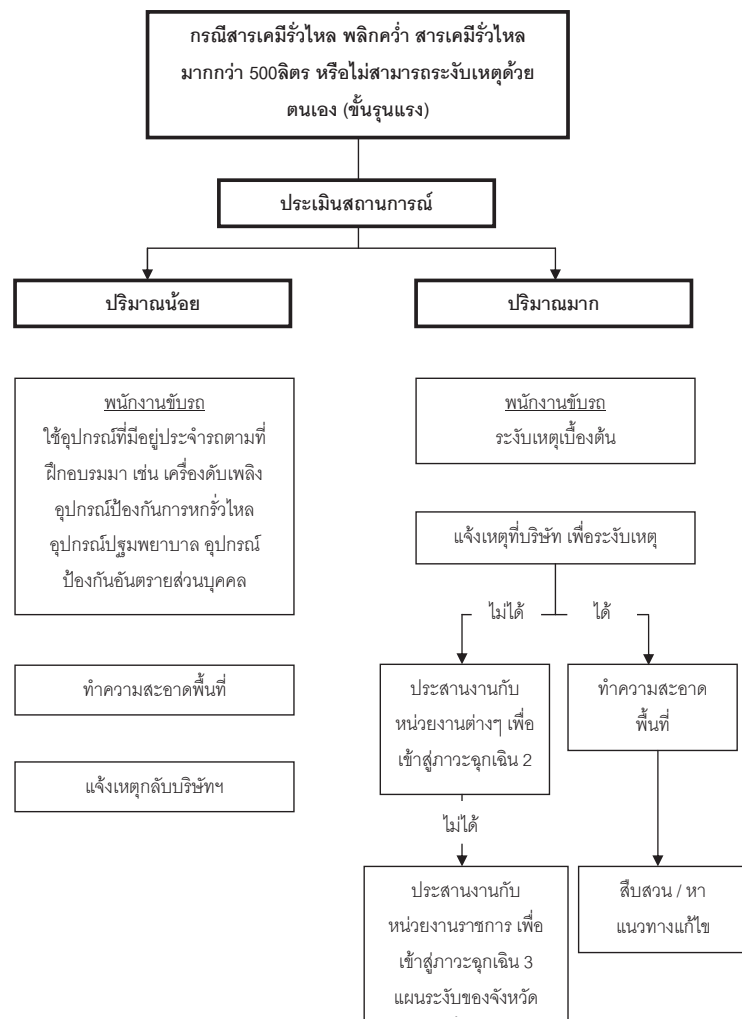 กรณีสารเคมีรั่วไหล พลิกคว่ำ สารเคมีรั่วไหล
มากกว่า 500ลิตร หรือไม่สามารถระงับเหตุด้วย
ตนเอง (ขั้นรุนแรง)
ประเมินสถานการณ์
ปริมาณน้อย
ปริมาณมาก
พนักงานขับรถ
ใช้อุปกรณ์ที่มีอยู่ประจำรถตามที่
ฝึกอบรมมา เช่น เครื่องดับเพลิง
อุปกรณ์ป้องกันการหกรั่วไหล
อุปกรณ์ปฐมพยาบาล อุปกรณ์
ป้องกันอันตรายส่วนบุคคล
พนักงานขับรถ
ระงับเหตุเบื้องต้น
แจ้งเหตุที่บริษัท เพื่อระงับเหตุ
ไม่ได้
ได้
ทำความสะอาดพื้นที่
แจ้งเหตุกลับบริษัทฯ
ประสานงานกับ
หน่วยงานต่างๆ เพื่อ
เข้าสู่ภาวะฉุกเฉิน 2
ทำความสะอาด
พื้นที่
ไม่ได้
ประสานงานกับ
หน่วยงานราชการ เพื่อ
เข้าสู่ภาวะฉุกเฉิน 3
แผนระงับของจังหวัด
สืบสวน / หา
แนวทางแก้ไข